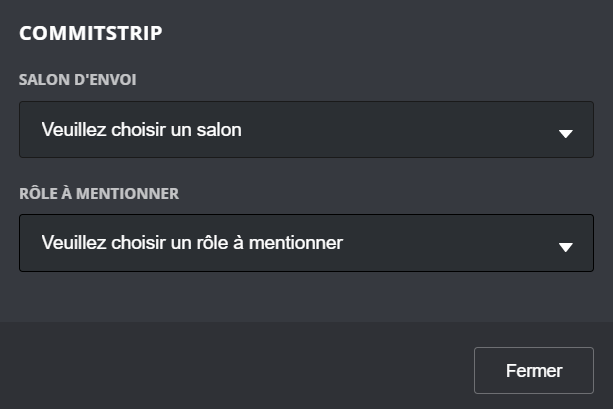 COMMITSTRIP
SALON D'ENVOI
Veuillez choisir un salon
RÔLE À MENTIONNER
Veuillez choisir un rôle à mentionner
Fermer